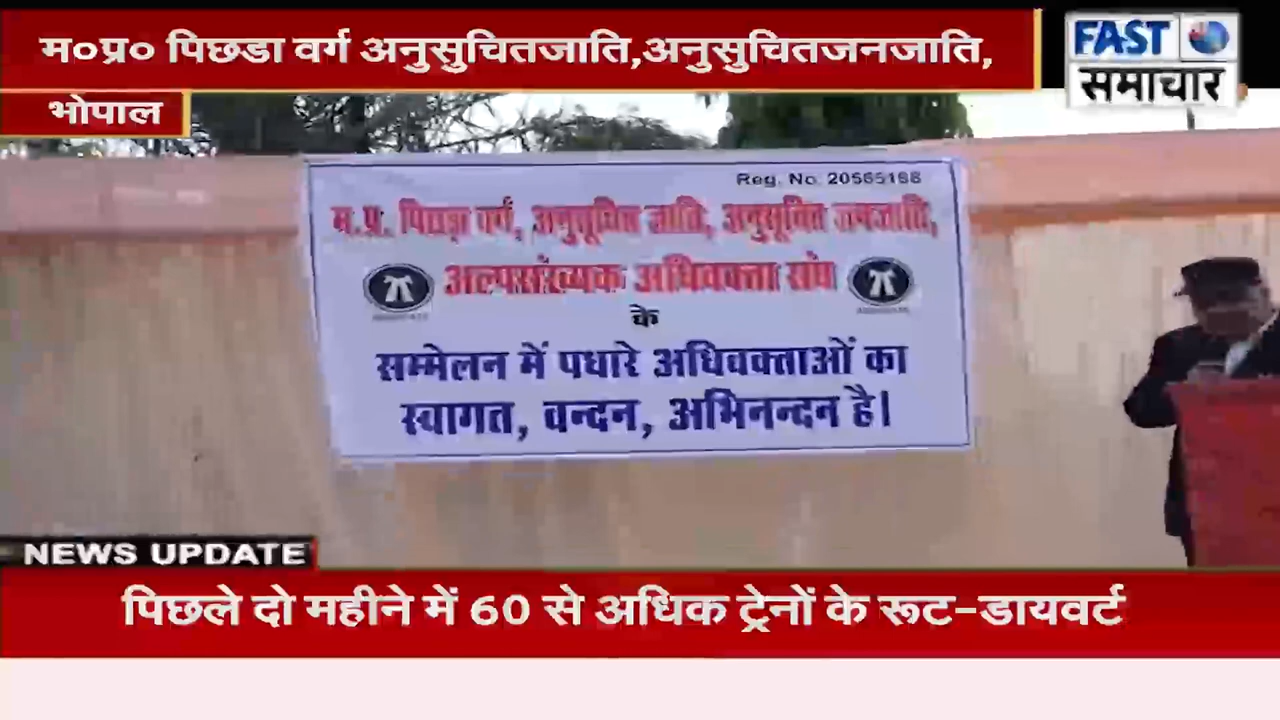 म०प्र० पिछडा वर्ग अनुसुचितजाति,अनुसुचितजनजाति,
FAST
समाचार
भोपाल
Reg. No. 20565168
म.प्र. पिछड़ा वर्ग, अनुसूचित जाति, अनुसूचित जनजाति,
अल्पसंख्यक अधिवक्ता संघ
के
सम्मेलन में पधारे अधिवक्ताओं का
स्वागत, वन्दन, अभिनन्दन है।
NEWS UPDATE
पिछले दो महीने में 60 से अधिक ट्रेनों के रूट-डायवर्ट